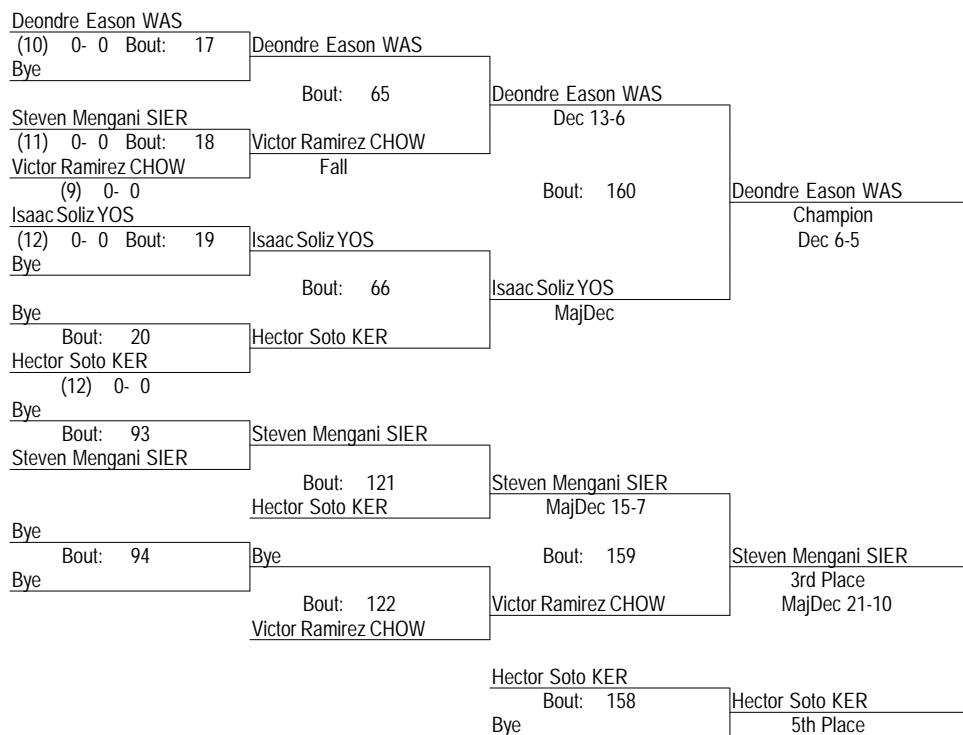 Deondre Eason WAS
(10) 0- 0 Bout: 17 Deondre Eason WAS
Bye
Bout: 65 Deondre Eason WAS
Steven Mengani SIER Dec 13-6
(11) 0- 0 Bout: 18 Victor Ramirez CHOW
Victor Ramirez CHOW Fall
(9) 0- 0 Bout: 160 Deondre Eason WAS
Isaac Soliz YOS Champion
(12) 0- 0 Bout: 19 Isaac Soliz YOS Dec 6-5
Bye
Bout: 66 Isaac Soliz YOS
Bye MajDec
Bout: 20 Hector Soto KER
Hector Soto KER
(12) 0- 0
Bye
Bout: 93 Steven Mengani SIER
Steven Mengani SIER
Bout: 121 Steven Mengani SIER
Hector Soto KER MajDec 15-7
Bye
Bout: 94 Bye Bout: 159 Steven Mengani SIER
Bye 3rd Place
Bout: 122 Victor Ramirez CHOW MajDec 21-10
Victor Ramirez CHOW
Hector Soto KER
Bout: 158 Hector Soto KER
Bye 5th Place